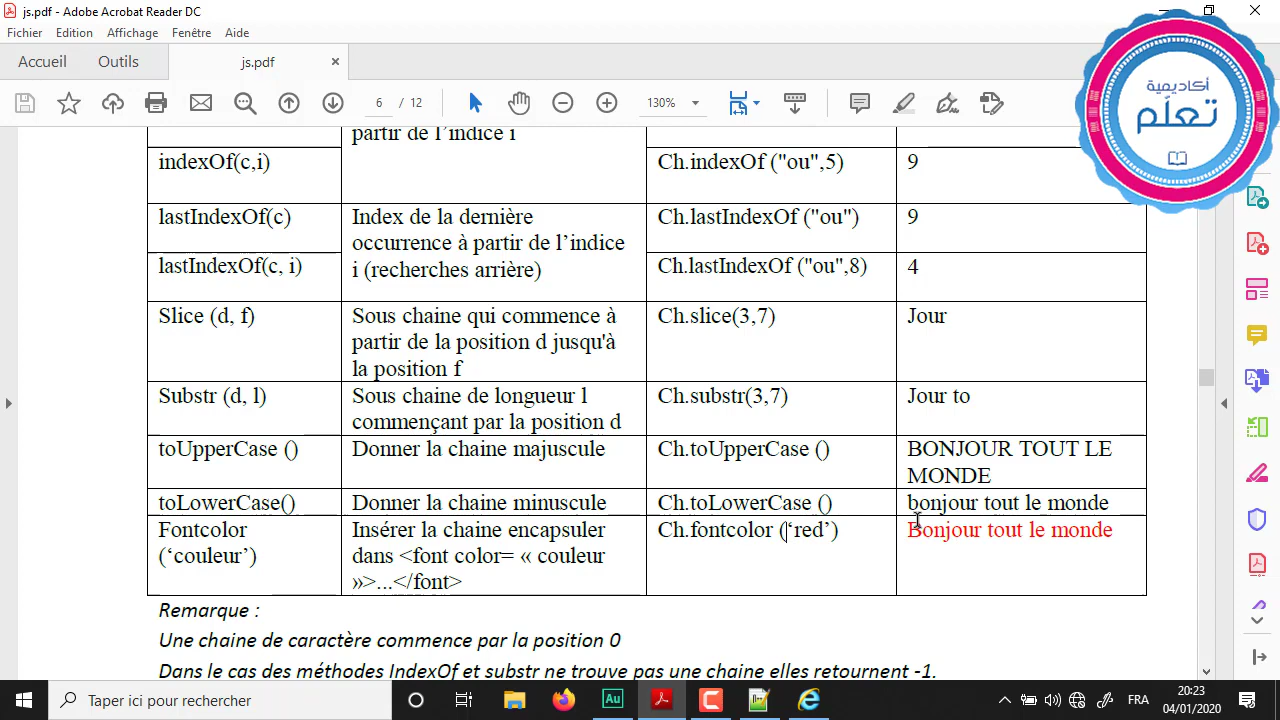 js.pdf - Adobe Acrobat Reader DC
Fichier Edition Affichage Fenêtre Aide
Accueil Outils js.pdf ×
6 / 12 130%
أكاديمية
تعلّم
partir de l’indice i
indexOf(c,i) Ch.indexOf ("ou",5) 9
lastIndexOf(c) Index de la dernière Ch.lastIndexOf ("ou") 9
occurrence à partir de l’indice
lastIndexOf(c, i) i (recherches arrière) Ch.lastIndexOf ("ou",8) 4
Slice (d, f) Sous chaine qui commence à Ch.slice(3,7) Jour
partir de la position d jusqu'à
la position f
Substr (d, l) Sous chaine de longueur l Ch.substr(3,7) Jour to
commençant par la position d
toUpperCase () Donner la chaine majuscule Ch.toUpperCase () BONJOUR TOUT LE
MONDE
toLowerCase() Donner la chaine minuscule Ch.toLowerCase () bonjour tout le monde
Fontcolor Insérer la chaine encapsuler Ch.fontcolor (‘red’) Bonjour tout le monde
(‘couleur’) dans <font color= « couleur
»>...</font>
Remarque :
Une chaine de caractère commence par la position 0
Dans le cas des méthodes IndexOf et substr ne trouve pas une chaine elles retournent -1.
Taper ici pour rechercher Au FRA 20:23
04/01/2020